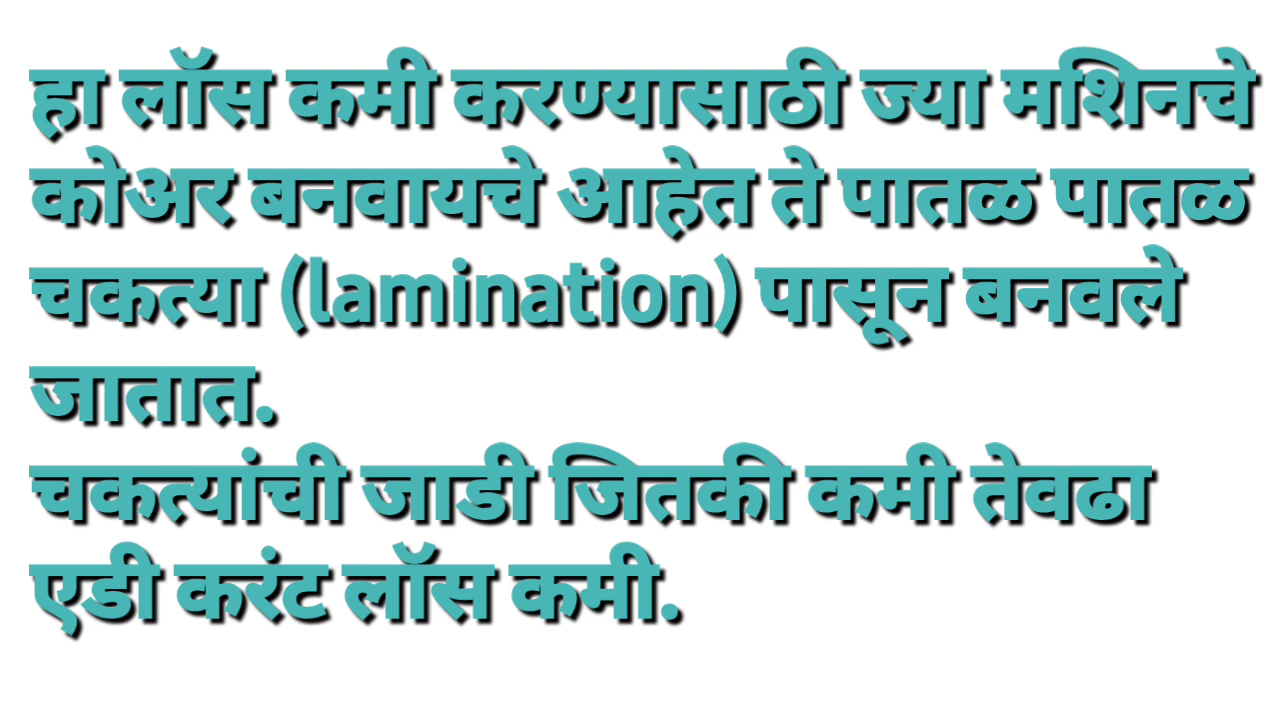 हा लॉस कमी करण्यासाठी ज्या मशिनचे
कोअर बनवायचे आहेत ते पातळ पातळ
चकत्या (lamination) पासून बनवले
जातात.
चकत्यांची जाडी जितकी कमी तेवढा
एडी करंट लॉस कमी.